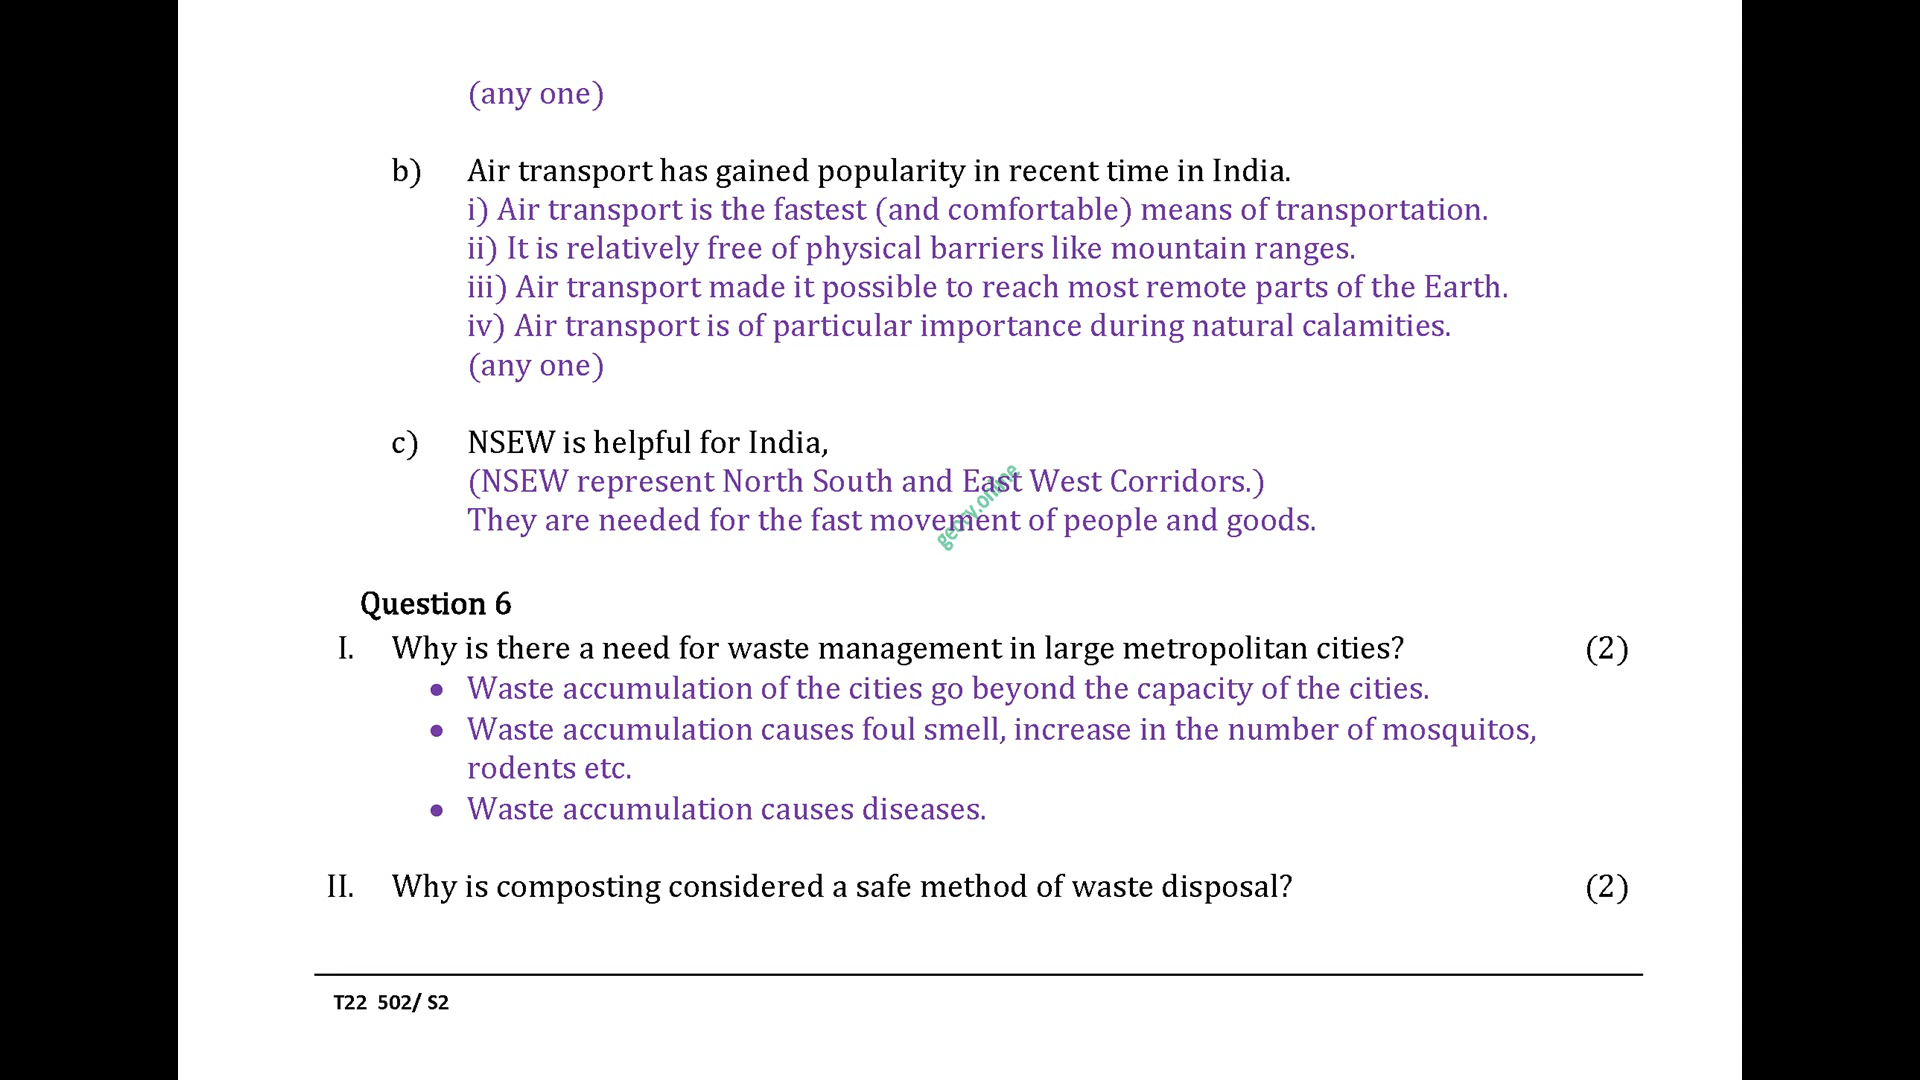 (any one)
b) Air transport has gained popularity in recent time in India.
i) Air transport is the fastest (and comfortable) means of transportation.
ii) It is relatively free of physical barriers like mountain ranges.
iii) Air transport made it possible to reach most remote parts of the Earth.
iv) Air transport is of particular importance during natural calamities.
(any one)
c) NSEW is helpful for India,
(NSEW represent North South and East West Corridors.)
They are needed for the fast movement of people and goods.
Question 6
I. Why is there a need for waste management in large metropolitan cities? (2)
• Waste accumulation of the cities go beyond the capacity of the cities.
• Waste accumulation causes foul smell, increase in the number of mosquitos,
rodents etc.
• Waste accumulation causes diseases.
II. Why is composting considered a safe method of waste disposal? (2)
T22 502/ S2